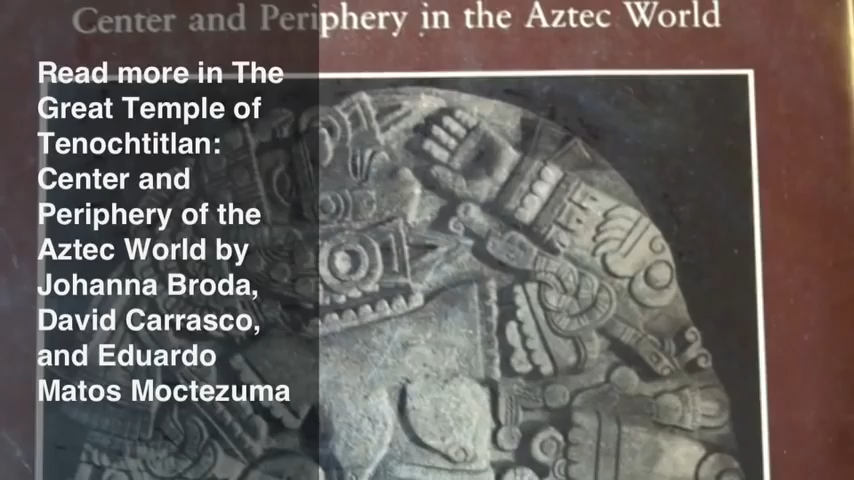 Center and Periphery in the Aztec World
Read more in The
Great Temple of
Tenochtitlan:
Center and
Periphery of the
Aztec World by
Johanna Broda,
David Carrasco,
and Eduardo
Matos Moctezuma